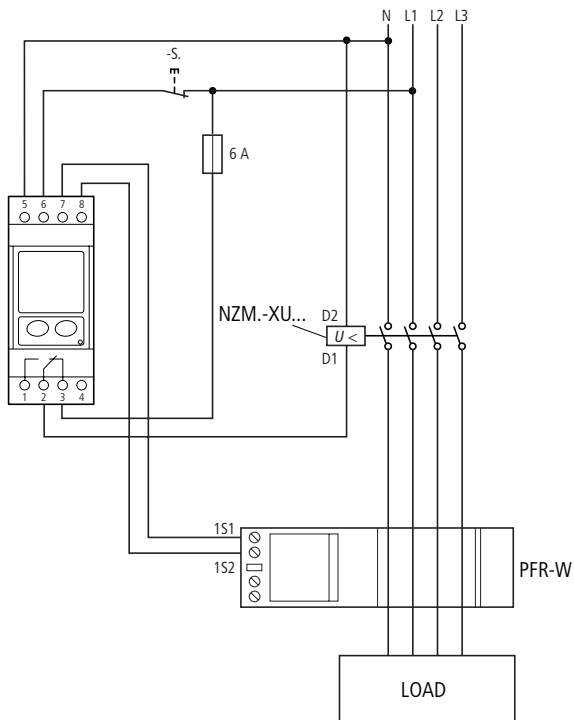 N L1 L2 L3
-S.
6 A
5 6 7 8
NZM.-XU...
D2
U <
D1
1 2 3 4
1S1
1S2
PFR-W
LOAD